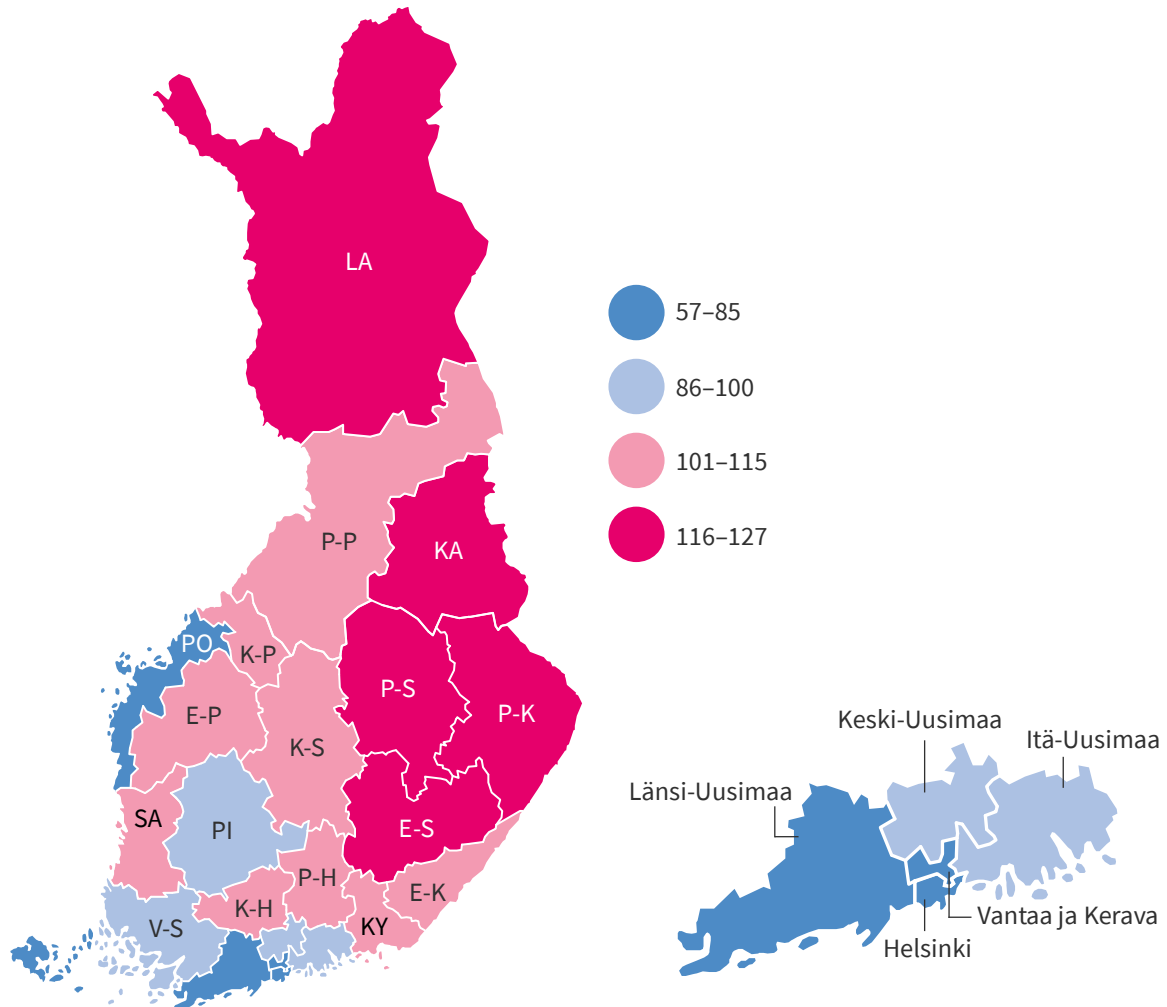 LA
57–85
86–100
101–115
116–127
P-P
KA
PO
K-P
P-S
P-K
E-P
K-S
SA
PI
E-S
P-H
E-K
K-H
V-S
KY
Keski-Uusimaa
Itä-Uusimaa
Länsi-Uusimaa
Vantaa ja Kerava
Helsinki